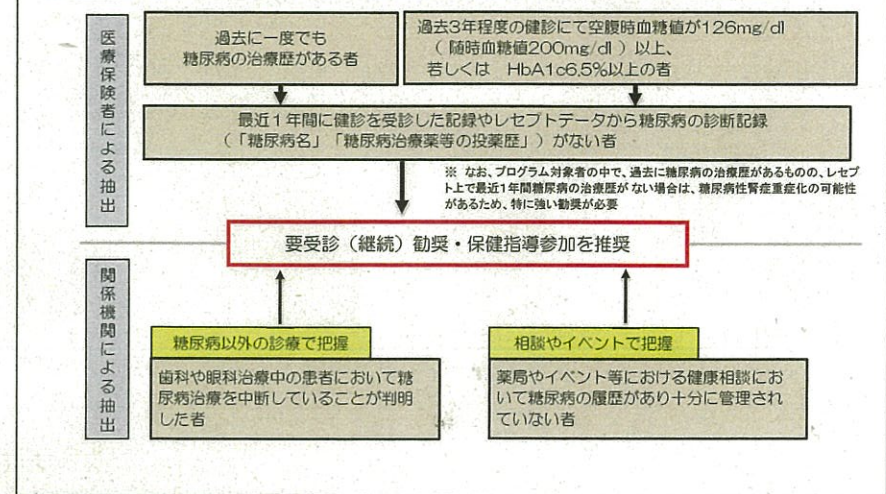 医療保険者による抽出
過去に一度でも
糖尿病の治療歴がある者
過去3年程度の健診にて空腹時血糖値が126mg/dl
(随時血糖値200mg/dl)以上、
若しくは HbA1c6.5%以上の者
最近1年間に健診を受診した記録やレセプトデータから糖尿病の診断記録
(「糖尿病名」「糖尿病治療薬等の投薬歴」)がない者
※ なお、プログラム対象者の中で、過去に糖尿病の治療歴があるものの、レセプ
ト上で最近1年間糖尿病の治療歴が ない場合は、糖尿病性腎症重症化の可能性
があるため、特に強い勧奨が必要
要受診(継続)勧奨・保健指導参加を推奨
関係機関による抽出
糖尿病以外の診療で把握
歯科や眼科治療中の患者において糖
尿病治療を中断していることが判明
した者
相談やイベントで把握
薬局やイベント等における健康相談にお
いて糖尿病の履歴があり十分に管理され
ていない者